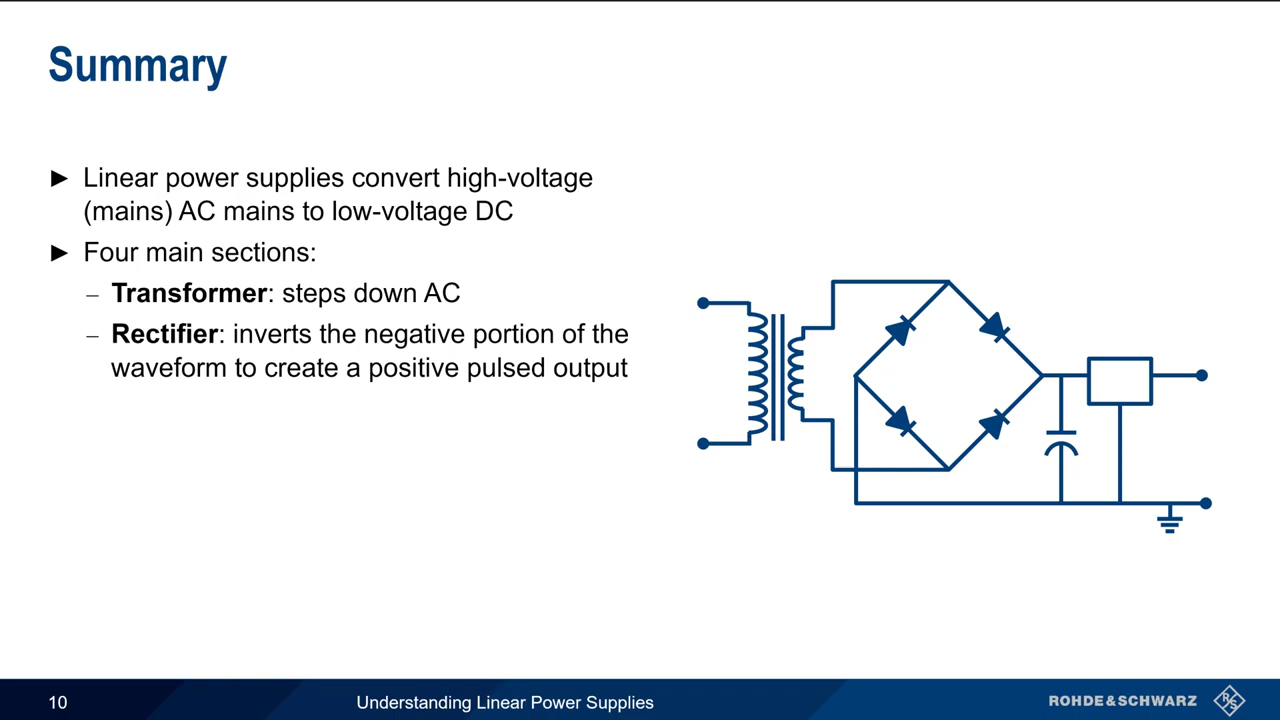 Summary
► Linear power supplies convert high-voltage
(mains) AC mains to low-voltage DC
► Four main sections:
– Transformer: steps down AC
– Rectifier: inverts the negative portion of the
waveform to create a positive pulsed output
10
Understanding Linear Power Supplies
ROHDE&SCHWARZ
R&S